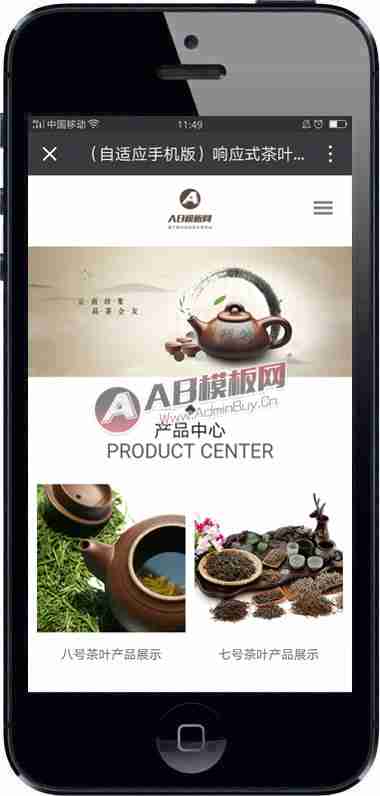 中国移动
11:49
（自适应手机版）响应式茶叶...
AB模板网
AB模板网
www.AdminBuy.Cn
产品中心
PRODUCT CENTER
八号茶叶产品展示
七号茶叶产品展示